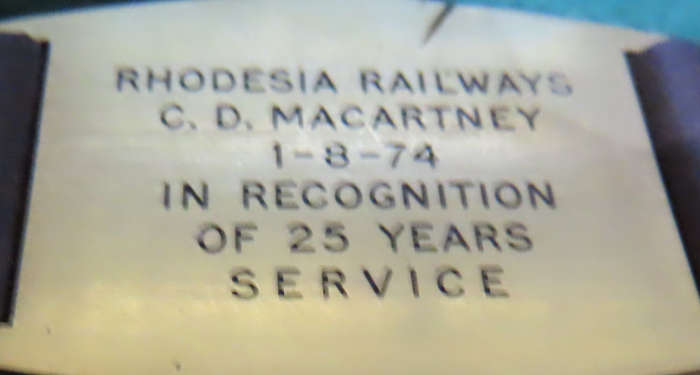 RHODESIA RAILWAYS
C. D. MACARTNEY
1-8-74
IN RECOGNITION
OF 25 YEARS
SERVICE